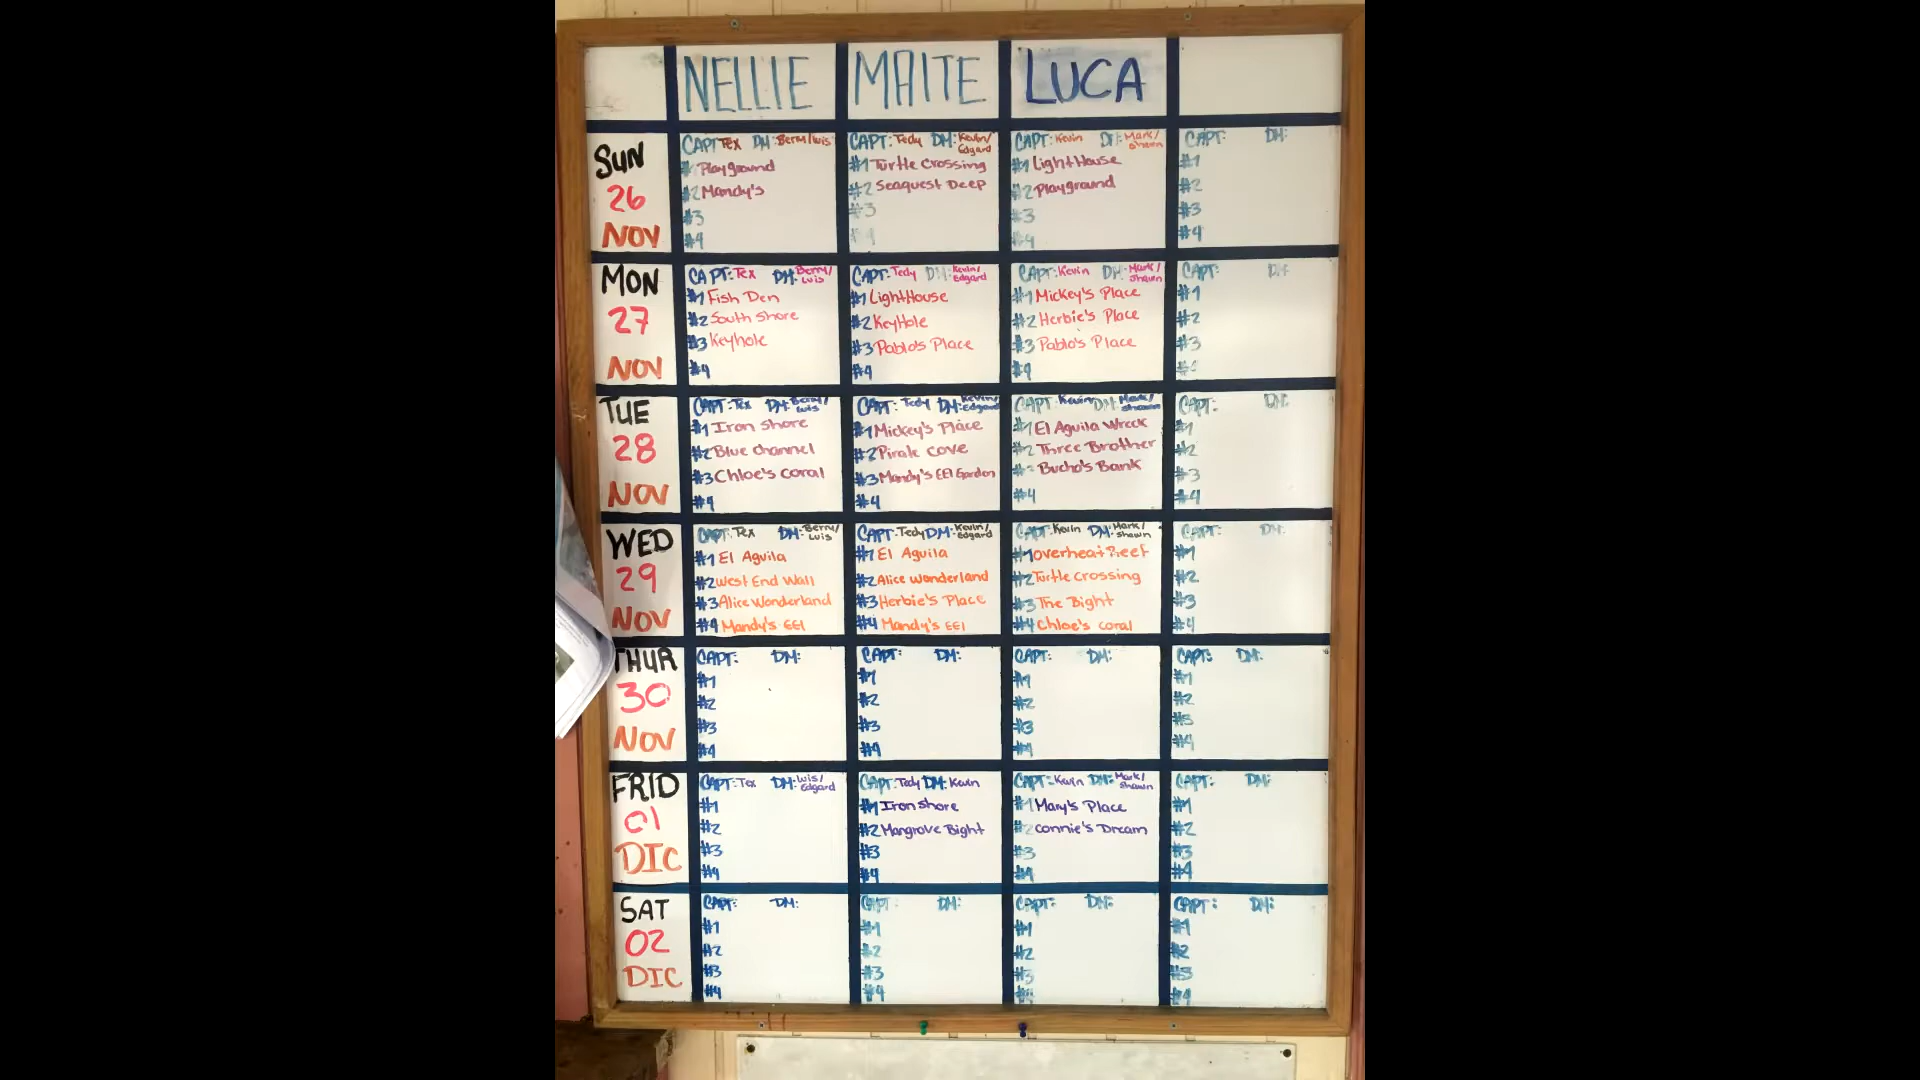 NELLIE MAITE LUCA
SUN
26
NOV
CAPT Tex DM: Berry/Luis
# Playground
#2 Mandy's
#3
#4
CAPT: Tedy DM: Kevin/Edgard
#1 Turtle Crossing
#2 Seaquest Deep
#3
#4
CAPT: Kevin DM: Mark/Shawn
#1 LightHouse
#2 Playground
#3
#4
CAPT: DM:
#1
#2
#3
#4
MON
27
NOV
CAPT: Tex DM: Berry/Luis
#1 Fish Den
#2 South Shore
#3 Keyhole
#4
CAPT: Tedy DM: Kevin/Edgard
#1 LightHouse
#2 KeyHole
#3 Pablo's Place
#4
CAPT: Kevin DM: Mark/Shawn
#1 Mickey's Place
#2 Herbie's Place
#3 Pablo's Place
#4
CAPT: DM:
#1
#2
#3
TUE
28
NOV
CAPT: Tex DM: Berry/Luis
#1 Iron Shore
#2 Blue Channel
#3 Chloe's Coral
#4
CAPT: Tedy DM: Kevin/Edgard
#1 Mickey's Place
#2 Pirate Cove
#3 Mandy's EEl Garden
#4
CAPT: Kevin DM: Mark/Shawn
#1 El Aguila Wreck
#2 Three Brother
# Bucho's Bank
#4
CAPT: DM:
#1
#2
#3
#4
WED
29
NOV
CAPT: Tex DM: Berry/Luis
#1 El Aguila
#2 West End Wall
#3 Alice Wonderland
#4 Mandy's EEl
CAPT: Tedy DM: Kevin/Edgard
#1 El Aguila
#2 Alice Wonderland
#3 Herbie's Place
#4 Mandy's EEl
CAPT: Kevin DM: Mark/Shawn
#1 overheat Reef
#2 Turtle Crossing
#3 The Bight
#4 Chloe's Coral
CAPT: DM:
#1
#2
#3
#4
THUR
30
NOV
CAPT: DM:
#1
#2
#3
#4
CAPT: DM:
#1
#2
#3
#4
CAPT: DM:
#1
#2
#3
#4
CAPT: DM:
#1
#2
#3
#4
FRID
01
DIC
CAPT: Tex DM: Luis/Edgard
#1
#2
#3
#4
CAPT: Tedy DM: Kevin
#1 Iron Shore
#2 Mangrove Bight
#3
#4
CAPT: Kevin DM: Mark/Shawn
#1 Mary's Place
#2 Connie's Dream
#3
#4
CAPT: DM:
#1
#2
#3
#4
SAT
02
DIC
CAPT: DM:
#1
#2
#3
#4
CAPT: DM:
#1
#2
#3
#4
CAPT: DM:
#1
#2
#3
#4
CAPT: DM:
#1
#2
#3
#4